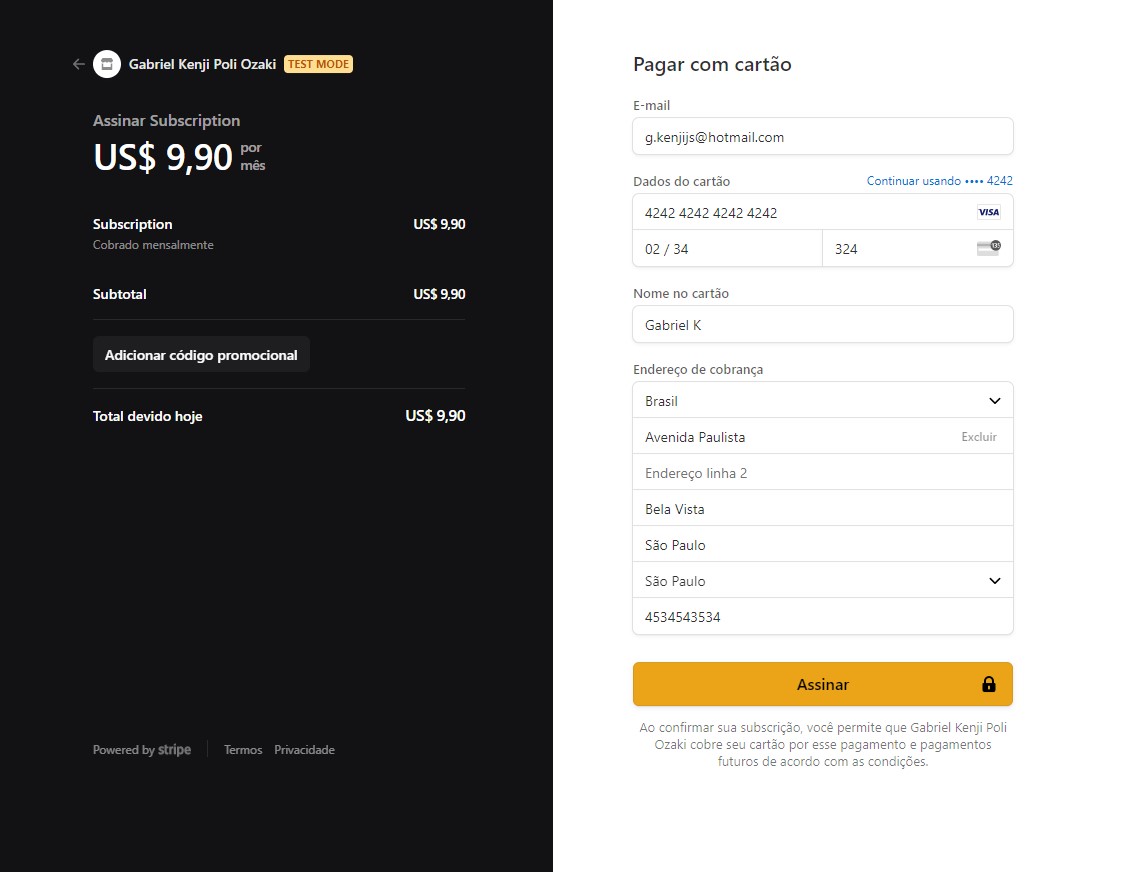 Gabriel Kenji Poli Ozaki TEST MODE
Assinar Subscription
US$ 9,90 por mês
Subscription US$ 9,90
Cobrado mensalmente
Subtotal US$ 9,90
Adicionar código promocional
Total devido hoje US$ 9,90
Powered by stripe Termos Privacidade
Pagar com cartão
E-mail
g.kenjijs@hotmail.com
Dados do cartão Continuar usando •••• 4242
4242 4242 4242 4242 VISA
02 / 34 324
Nome no cartão
Gabriel K
Endereço de cobrança
Brasil
Avenida Paulista Excluir
Endereço linha 2
Bela Vista
São Paulo
São Paulo
4534543534
Assinar
Ao confirmar sua subscrição, você permite que Gabriel Kenji Poli
Ozaki cobre seu cartão por esse pagamento e pagamentos
futuros de acordo com as condições.